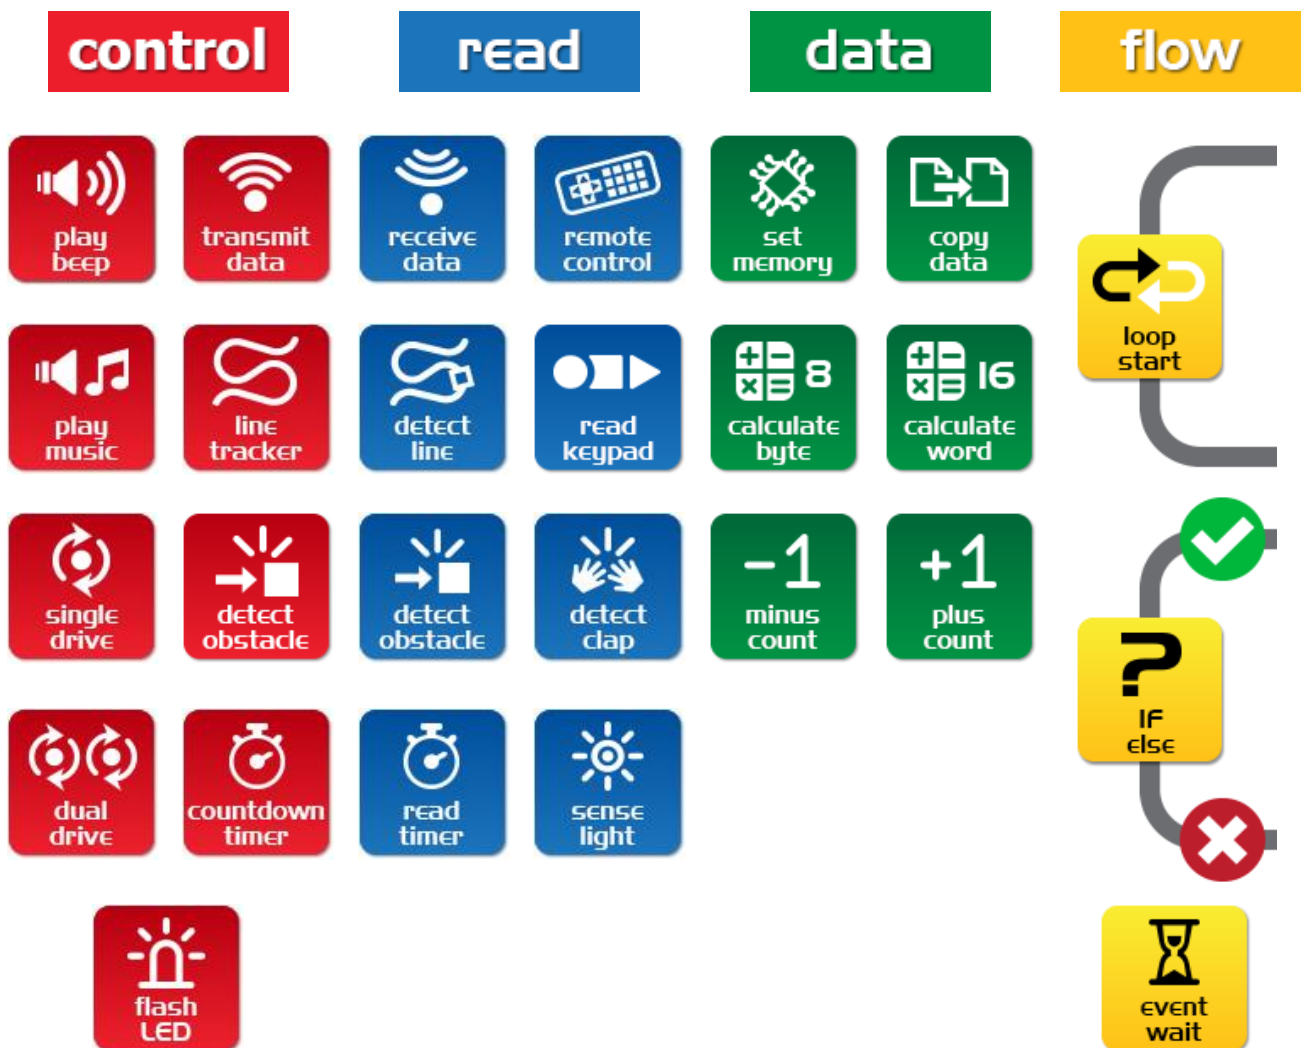 control
read
data
flow
play
beep
transmit
data
receive
data
remote
control
set
memory
copy
data
loop
start
play
music
line
tracker
detect
line
read
keypad
8
calculate
byte
16
calculate
word
single
drive
detect
obstacle
detect
obstacle
detect
clap
-1
minus
count
+1
plus
count
?
IF
else
dual
drive
countdown
timer
read
timer
sense
light
flash
LED
event
wait